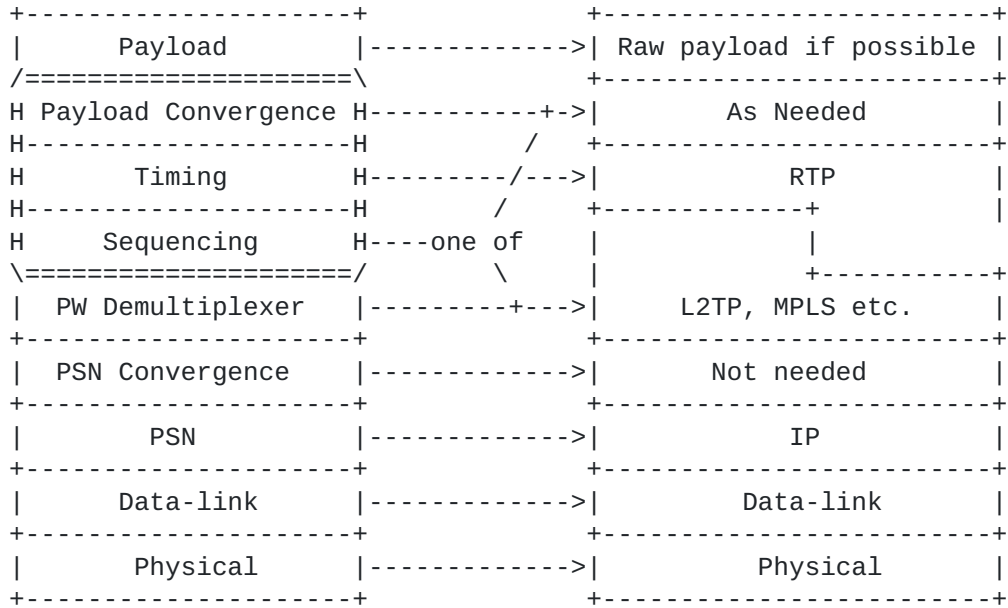 +---------------------+              +-------------------------+
|       Payload       |------------->| Raw payload if possible |
/=====================\              +-------------------------+
H Payload Convergence H-----------+->|        As Needed        |
H---------------------H          /   +-------------------------+
H        Timing       H---------/--->|            RTP          |
H---------------------H        /     +-------------+           |
H      Sequencing     H----one of    |             |
\=====================/        \     |             +-----------+
|  PW Demultiplexer   |---------+--->|     L2TP, MPLS etc.     |
+---------------------+              +-------------------------+
|  PSN Convergence    |------------->|       Not needed        |
+---------------------+              +-------------------------+
|        PSN          |------------->|            IP           |
+---------------------+              +-------------------------+
|      Data-link      |------------->|         Data-link       |
+---------------------+              +-------------------------+
|       Physical      |------------->|          Physical       |
+---------------------+              +-------------------------+